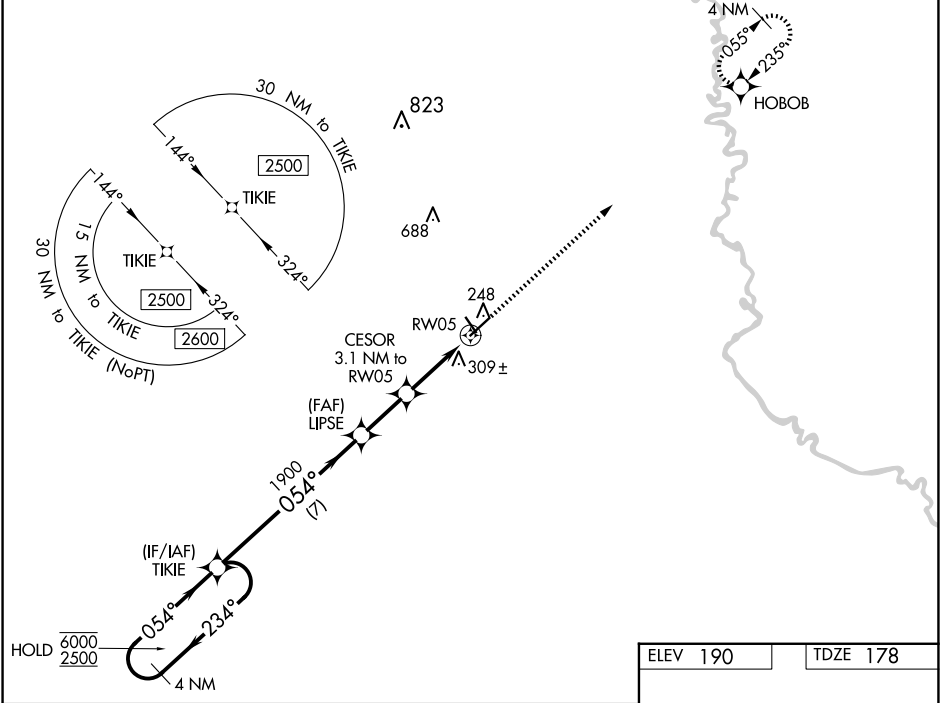 4 NM
055°
235°
HOBOB
30 NM to TIKIE
823
144°
2500
TIKIE
324°
688
144°
15 NM to TIKIE
30 NM to TIKIE (NoPT)
TIKIE
2500
324°
2600
248
RW05
CESOR
3.1 NM to
RW05
309±
(FAF)
LIPSE
1900
054°
(7)
(IF/IAF)
TIKIE
054°
234°
HOLD 6000
2500
4 NM
ELEV 190
TDZE 178